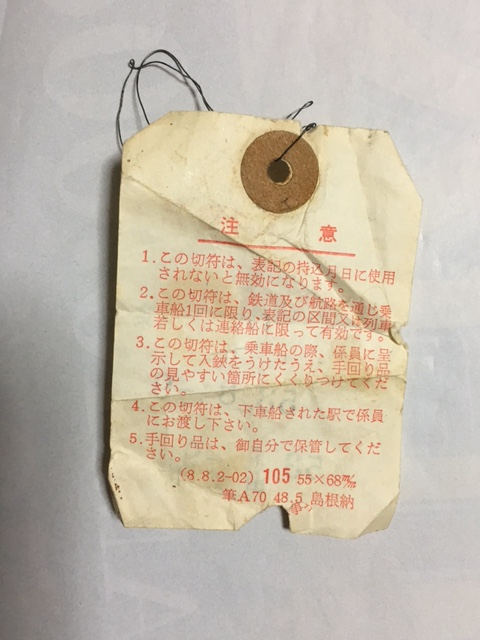 注意
1.この切符は、表記の持込月日に使用
されないと無効になります。
2.この切符は、鉄道及び航路を通じ乗
車船1回に限り、表記の区間又は列車
若しくは連絡船に限って有効です。
3.この切符は、乗車船の際、係員に呈
示して入鋏をうけたうえ、手回り品
の見やすい箇所にくくりつけてくだ
さい。
4.この切符は、下車船された駅で係員
にお渡し下さい。
5.手回り品は、御自分で保管してくだ
さい。
(8.8.2-02) 105 55×68㎜
筆A70 48.5 島根納